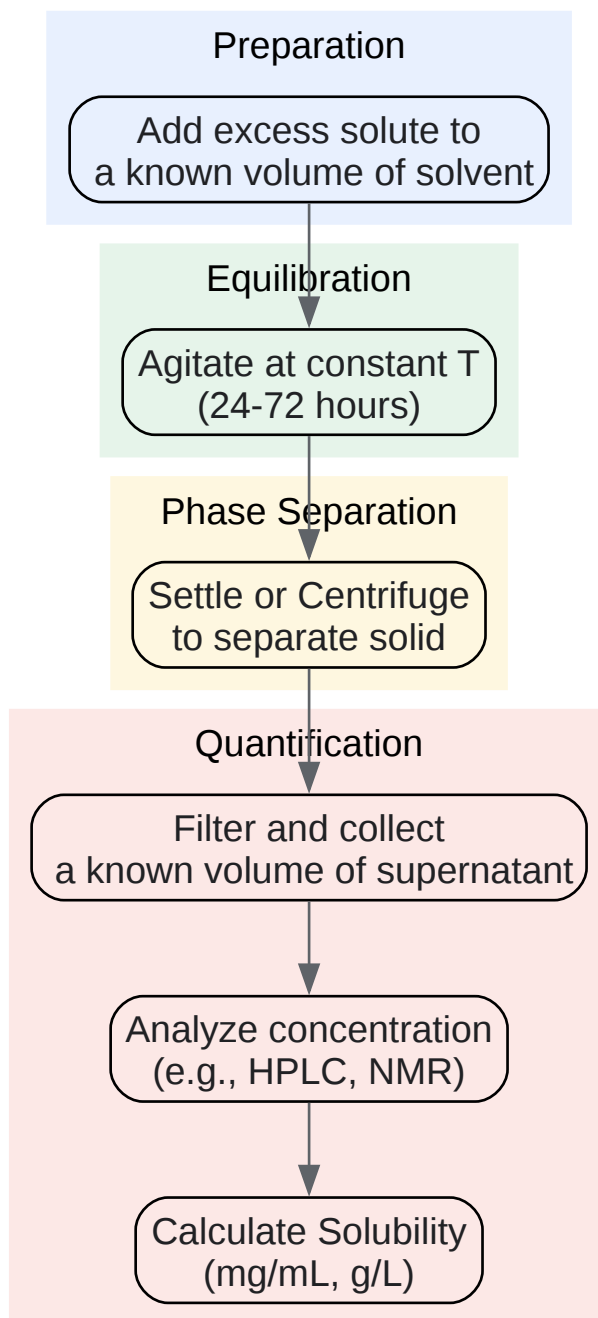 Preparation
Add excess solute to
a known volume of solvent
Equilibration
Agitate at constant T
(24-72 hours)
Phase Separation
Settle or Centrifuge
to separate solid
Quantification
Filter and collect
a known volume of supernatant
Analyze concentration
(e.g., HPLC, NMR)
Calculate Solubility
(mg/mL, g/L)